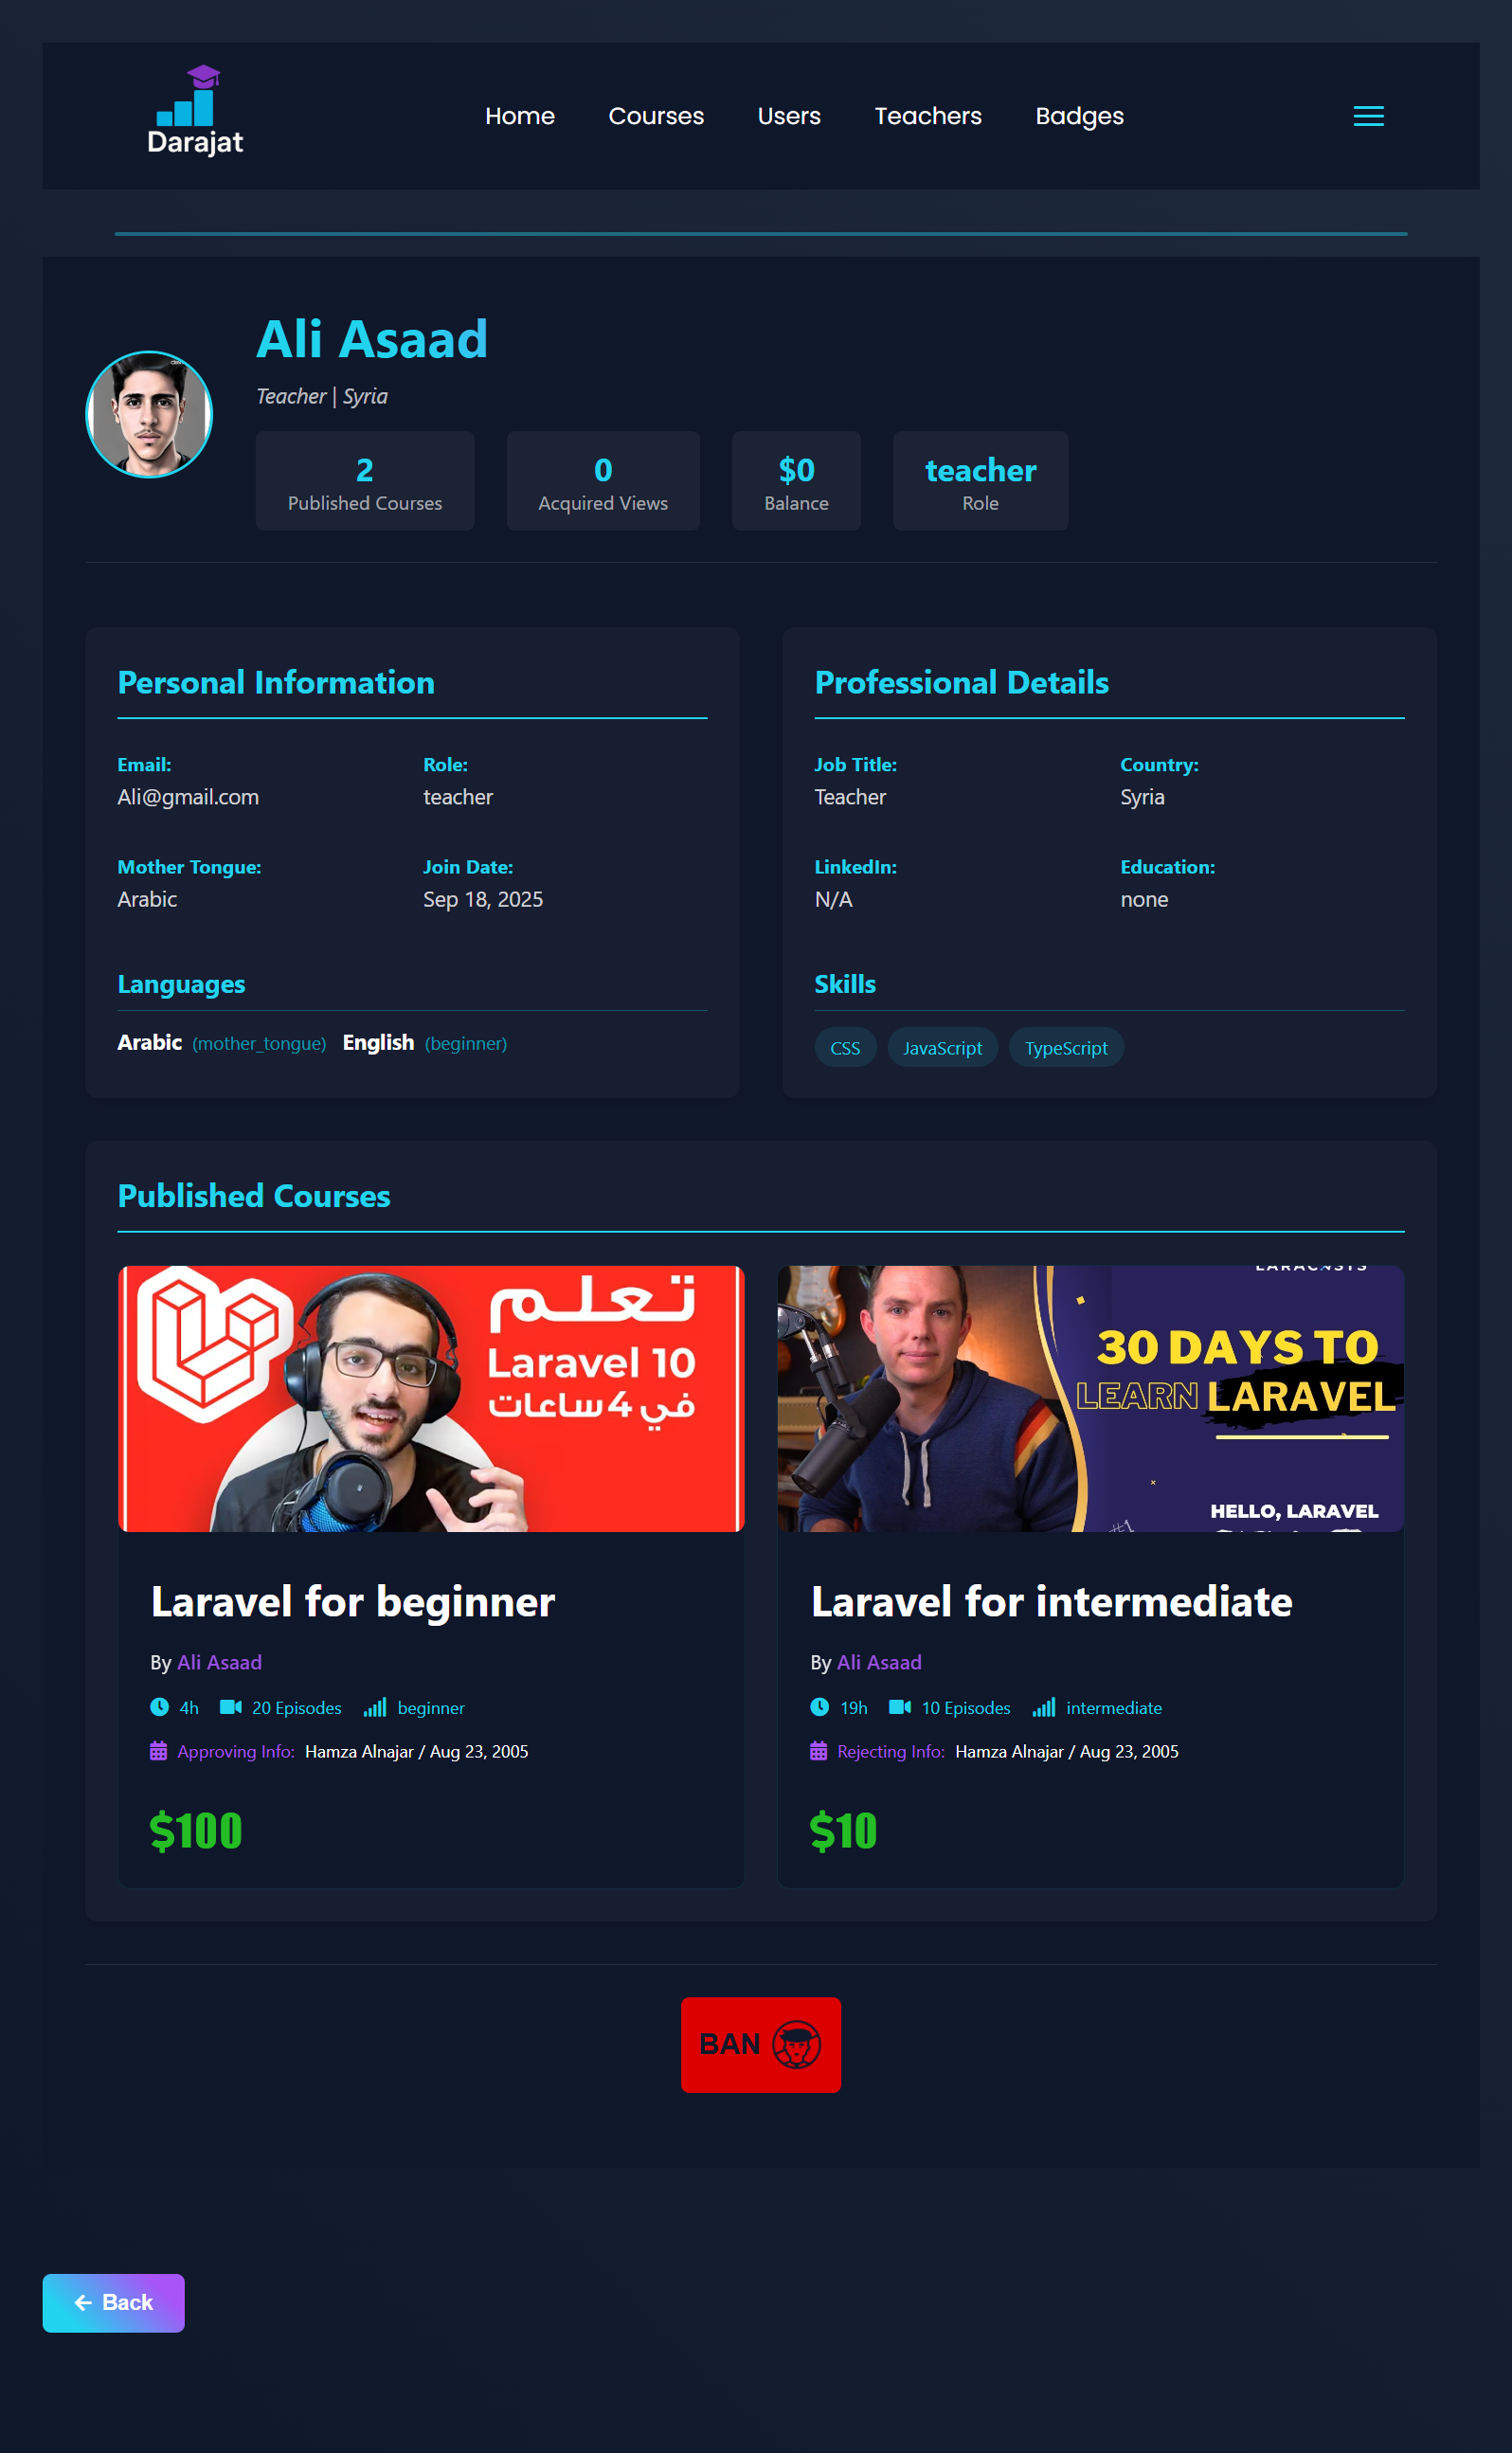 Darajat
Home Courses Users Teachers Badges
Ali Asaad
Teacher | Syria
2
Published Courses
0
Acquired Views
$0
Balance
teacher
Role
Personal Information
Email:
Ali@gmail.com
Role:
teacher
Mother Tongue:
Arabic
Join Date:
Sep 18, 2025
Languages
Arabic (mother_tongue) English (beginner)
Professional Details
Job Title:
Teacher
Country:
Syria
LinkedIn:
N/A
Education:
none
Skills
CSS JavaScript TypeScript
Published Courses
تعلم
Laravel 10
في 4 ساعات
Laravel for beginner
By Ali Asaad
4h 20 Episodes beginner
Approving Info: Hamza Alnajar / Aug 23, 2005
$100
LARACASTS
30 DAYS TO
LEARN LARAVEL
HELLO, LARAVEL
#1
Laravel for intermediate
By Ali Asaad
19h 10 Episodes intermediate
Rejecting Info: Hamza Alnajar / Aug 23, 2005
$10
BAN
Back